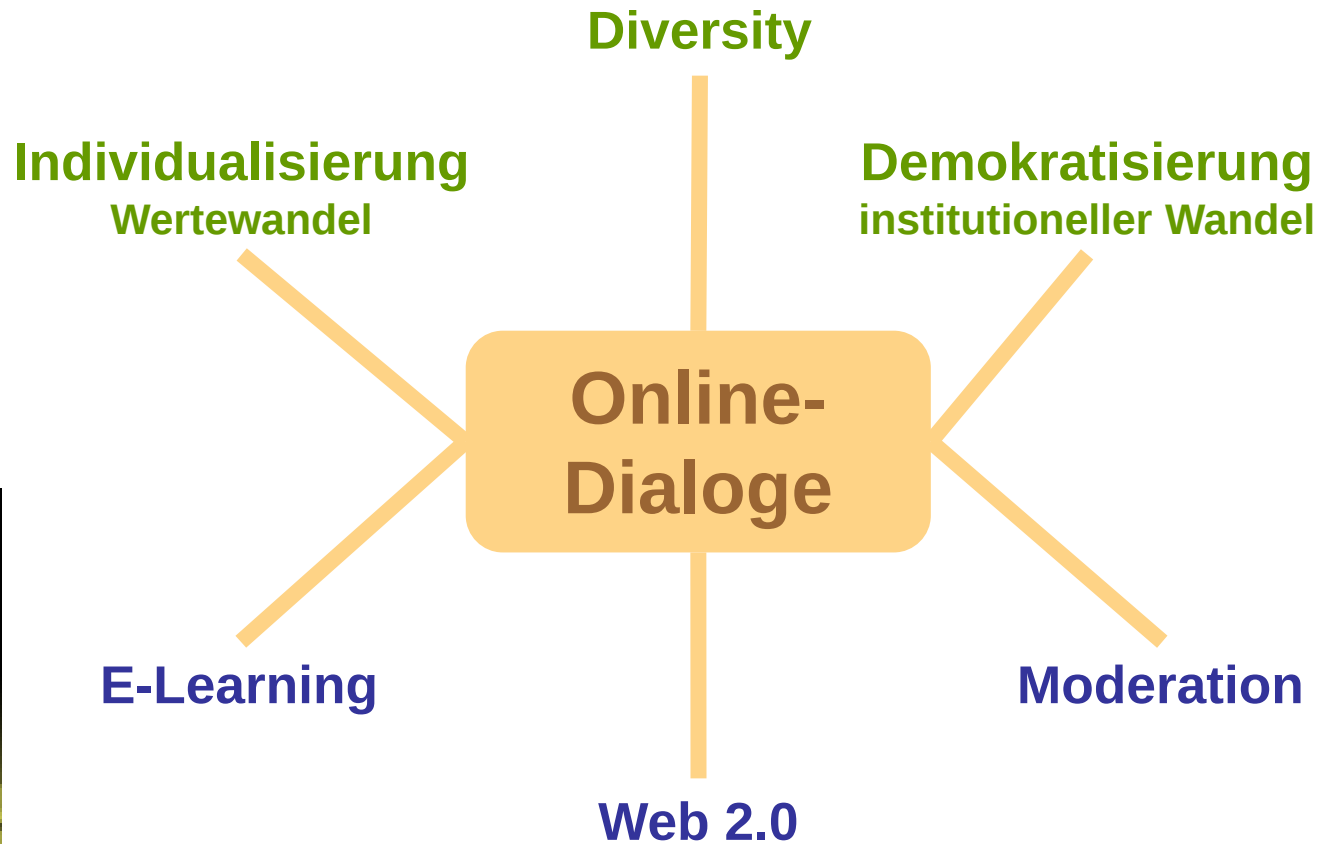 Diversity
Individualisierung
Wertewandel
Demokratisierung
institutioneller Wandel
Online-
Dialoge
E-Learning
Moderation
Web 2.0